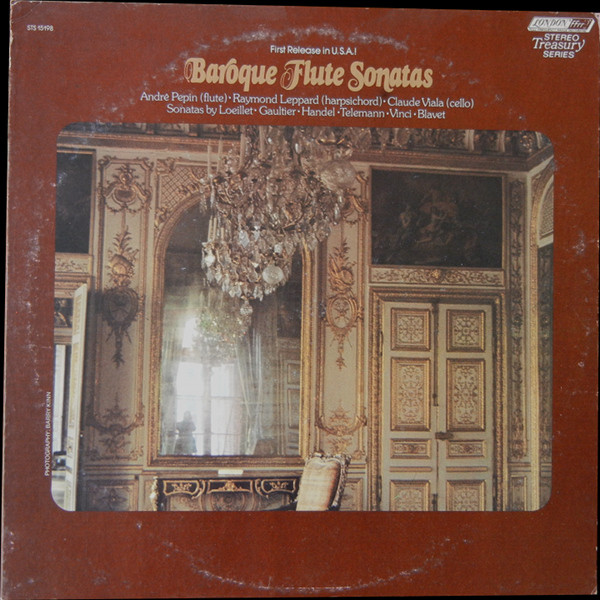 STS 15198
LONDON ffrr
STEREO
Treasury
SERIES
First Release in U.S.A.!
Baroque Flute Sonatas
André Pepin (flute) • Raymond Leppard (harpsichord) • Claude Viala (cello)
Sonatas by Loeillet • Gaultier • Handel • Telemann • Vinci • Blavet
PHOTOGRAPHY: BARRY KINN